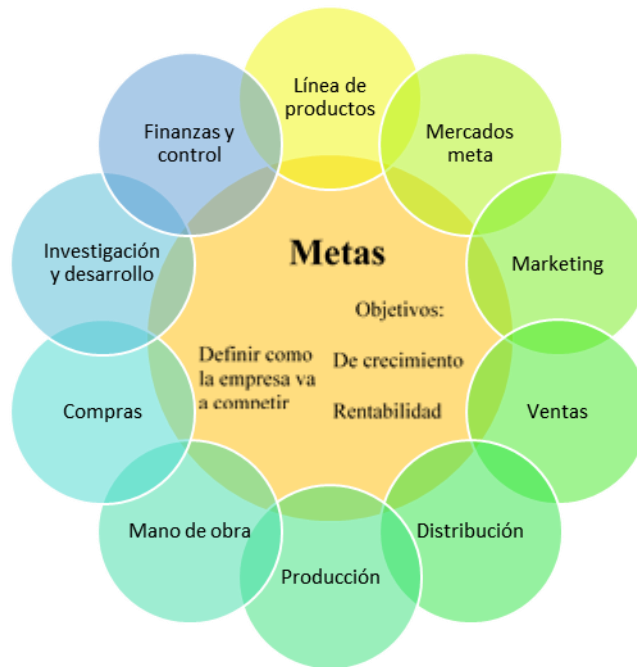 Línea de
productos
Mercados
meta
Marketing
Ventas
Distribución
Producción
Mano de obra
Compras
Investigación
y desarrollo
Finanzas y
control
Metas
Definir como
la empresa va
a competir
Objetivos:
De crecimiento
Rentabilidad